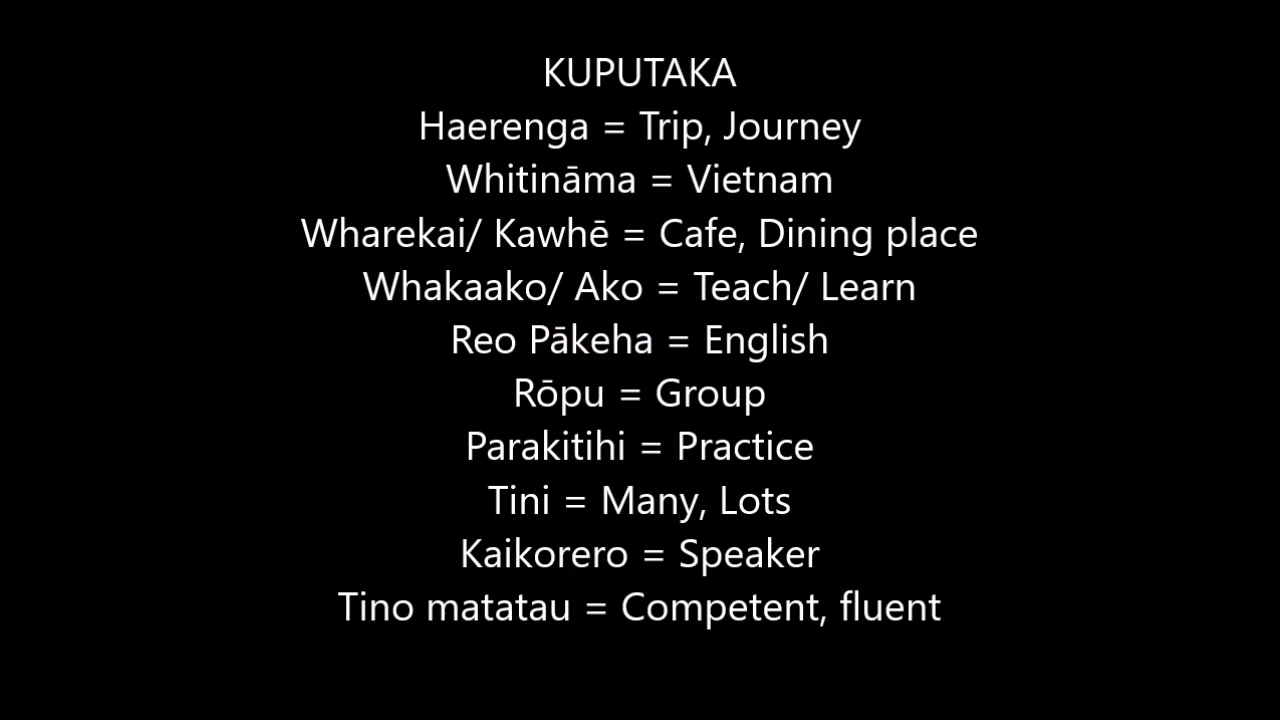 KUPUTAKA
Haerenga = Trip, Journey
Whitināma = Vietnam
Wharekai/ Kawhē = Cafe, Dining place
Whakaako/ Ako = Teach/ Learn
Reo Pākeha = English
Rōpu = Group
Parakitihi = Practice
Tini = Many, Lots
Kaikorero = Speaker
Tino matatau = Competent, fluent